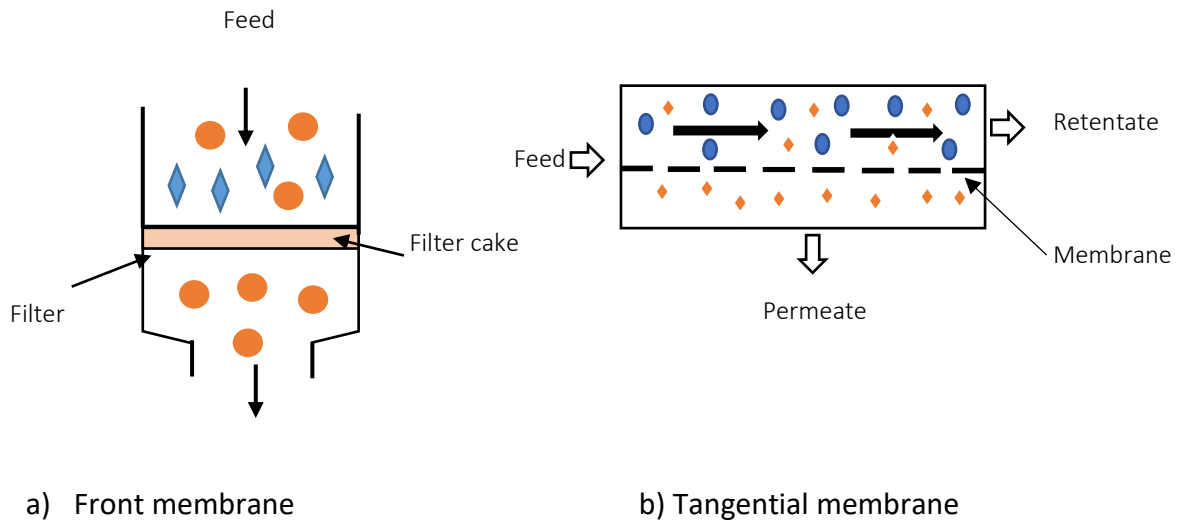 Feed
Filter cake
Filter
a) Front membrane
Feed
Retentate
Membrane
Permeate
b) Tangential membrane